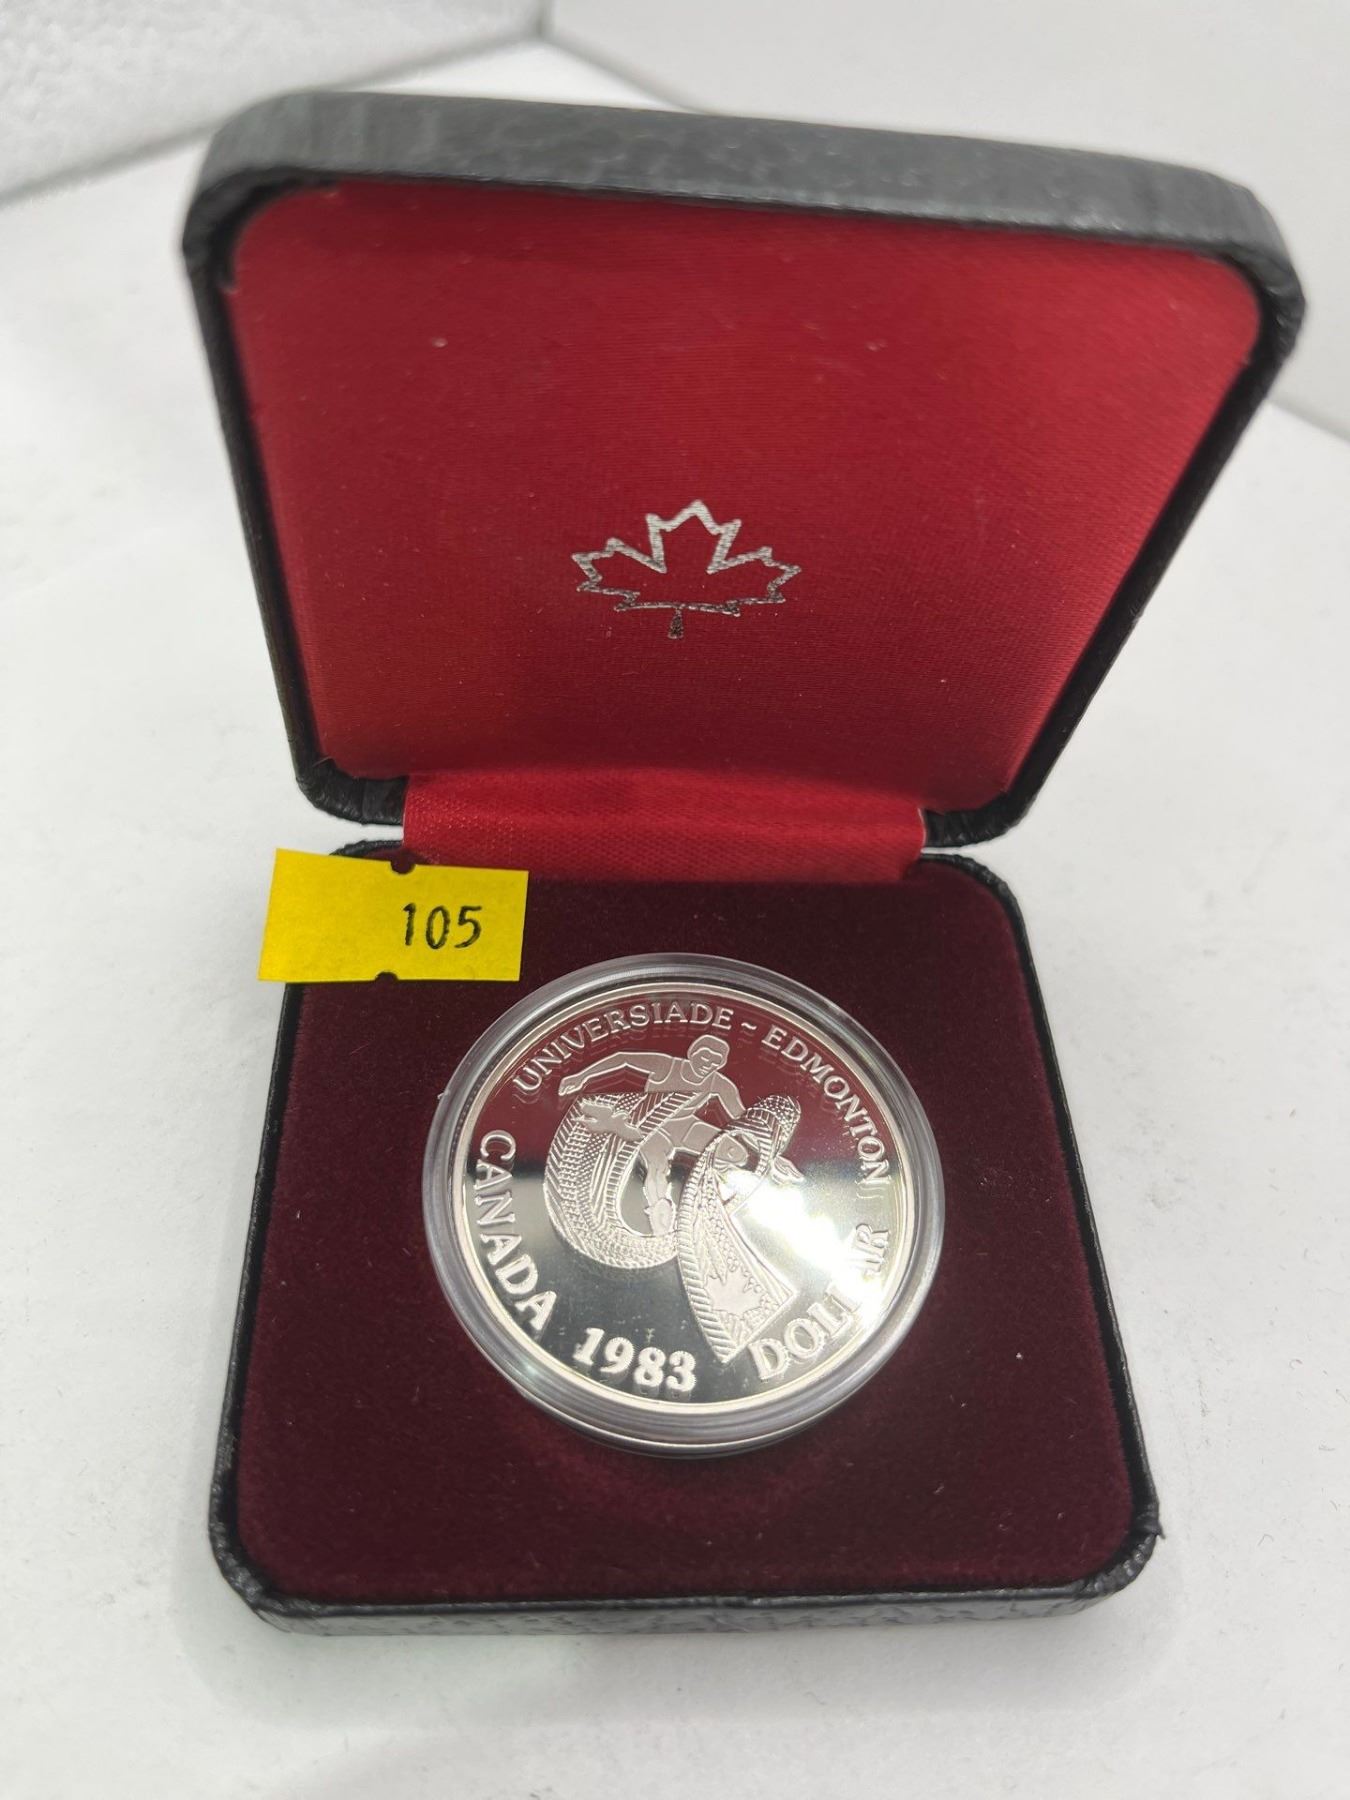 105
UNIVERSIADE ~ EDMONTON
CANADA 1983 DOLLAR